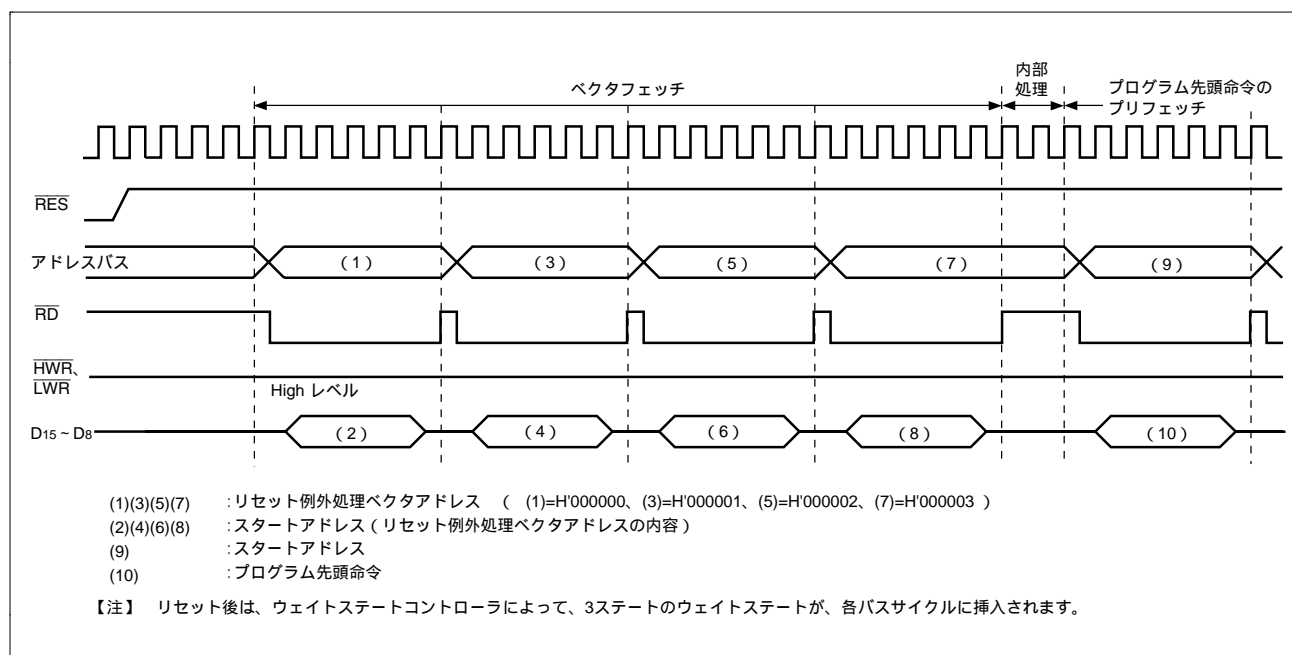 ベクタフェッチ
内部
処理
プログラム先頭命令の
プリフェッチ
RES
アドレスバス
(1)
(3)
(5)
(7)
(9)
RD
HWR、
LWR
High レベル
D15 ~ D8
(2)
(4)
(6)
(8)
(10)
(1)(3)(5)(7) :リセット例外処理ベクタアドレス ( (1)=H'000000、(3)=H'000001、(5)=H'000002、(7)=H'000003 )
(2)(4)(6)(8) :スタートアドレス(リセット例外処理ベクタアドレスの内容)
(9) :スタートアドレス
(10) :プログラム先頭命令
【注】 リセット後は、ウェイトステートコントローラによって、3ステートのウェイトステートが、各バスサイクルに挿入されます。